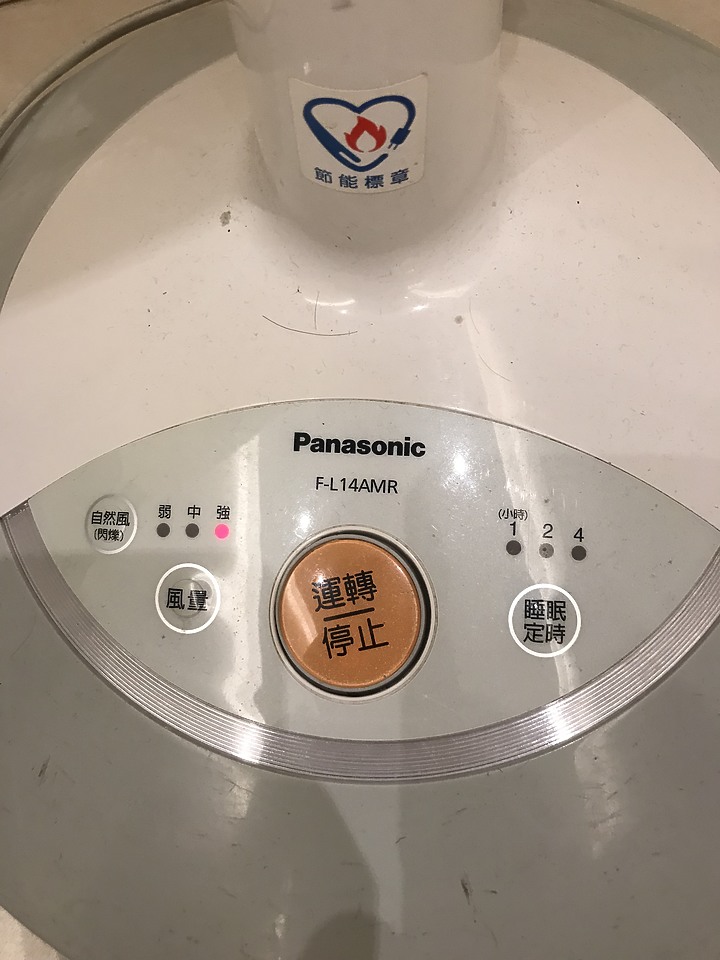 節能標章
Panasonic
F-L14AMR
自然風
(閃爍)
弱 中 強
(小時)
1 2 4
風量
運轉
停止
睡眠
定時